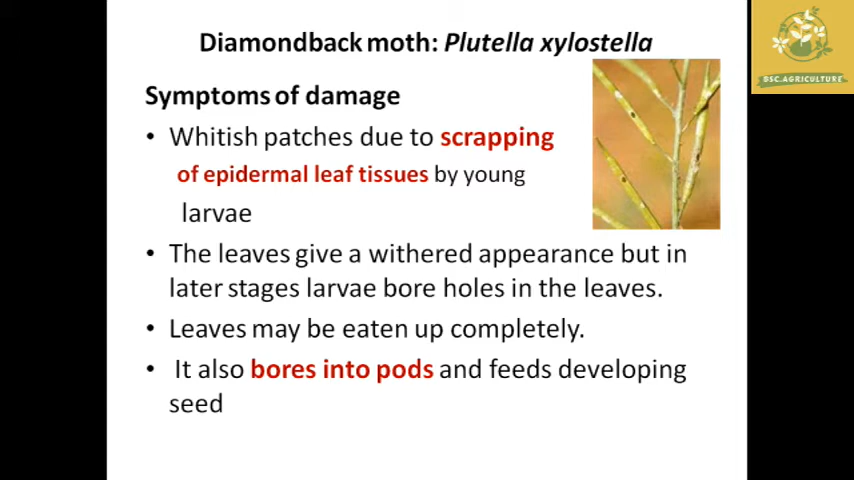 Diamondback moth: Plutella xylostella
BSC.AGRICULTURE
Symptoms of damage
• Whitish patches due to scrapping
of epidermal leaf tissues by young
larvae
• The leaves give a withered appearance but in
later stages larvae bore holes in the leaves.
• Leaves may be eaten up completely.
• It also bores into pods and feeds developing
seed